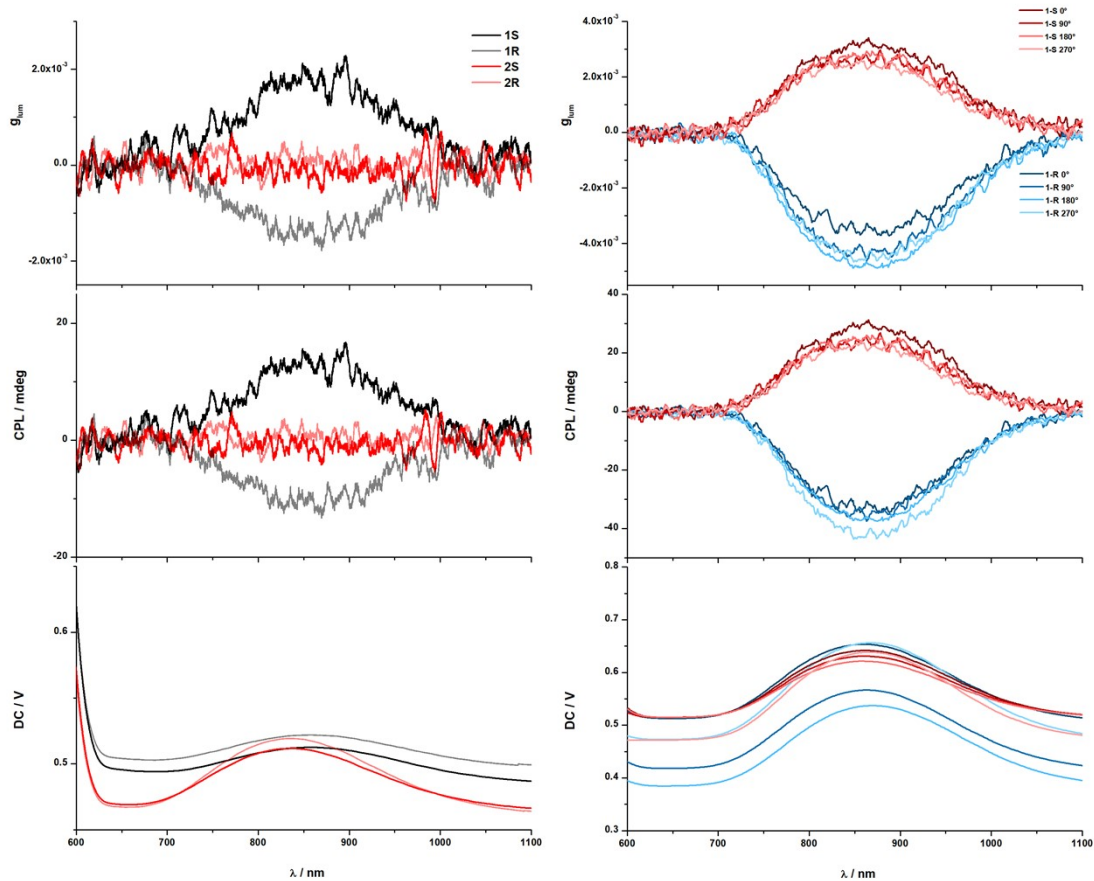 1S
1R
2S
2R
2.0x10⁻³
0.0
-2.0x10⁻³
g_lum
20
0
-20
CPL / mdeg
0.6
0.5
DC / V
600 700 800 900 1000 1100
λ / nm
1-S 0°
1-S 90°
1-S 180°
1-S 270°
4.0x10⁻³
2.0x10⁻³
0.0
-2.0x10⁻³
-4.0x10⁻³
g_lum
1-R 0°
1-R 90°
1-R 180°
1-R 270°
40
20
0
-20
-40
CPL / mdeg
0.8
0.7
0.6
0.5
0.4
0.3
DC / V
600 700 800 900 1000 1100
λ / nm